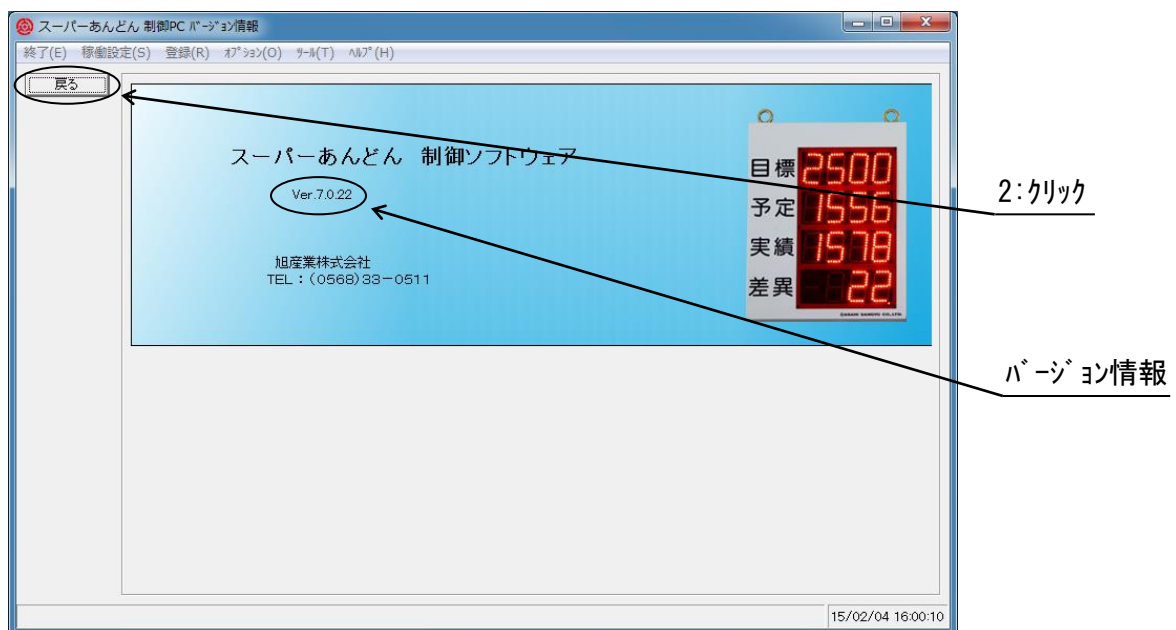 スーパーあんどん 制御PC ﾊﾞｰｼﾞｮﾝ情報
終了(E) 稼働設定(S) 登録(R) ｵﾌﾟｼｮﾝ(O) ﾂｰﾙ(T) ﾍﾙﾌﾟ(H)
戻る
スーパーあんどん 制御ソフトウェア
Ver.7.0.22
旭産業株式会社
TEL：(0568)33－0511
目標 2500
予定 1556
実績 1578
差異 22
©ASAHI SANGYO CO.,LTD.
2：ｸﾘｯｸ
ﾊﾞｰｼﾞｮﾝ情報
15/02/04 16:00:10